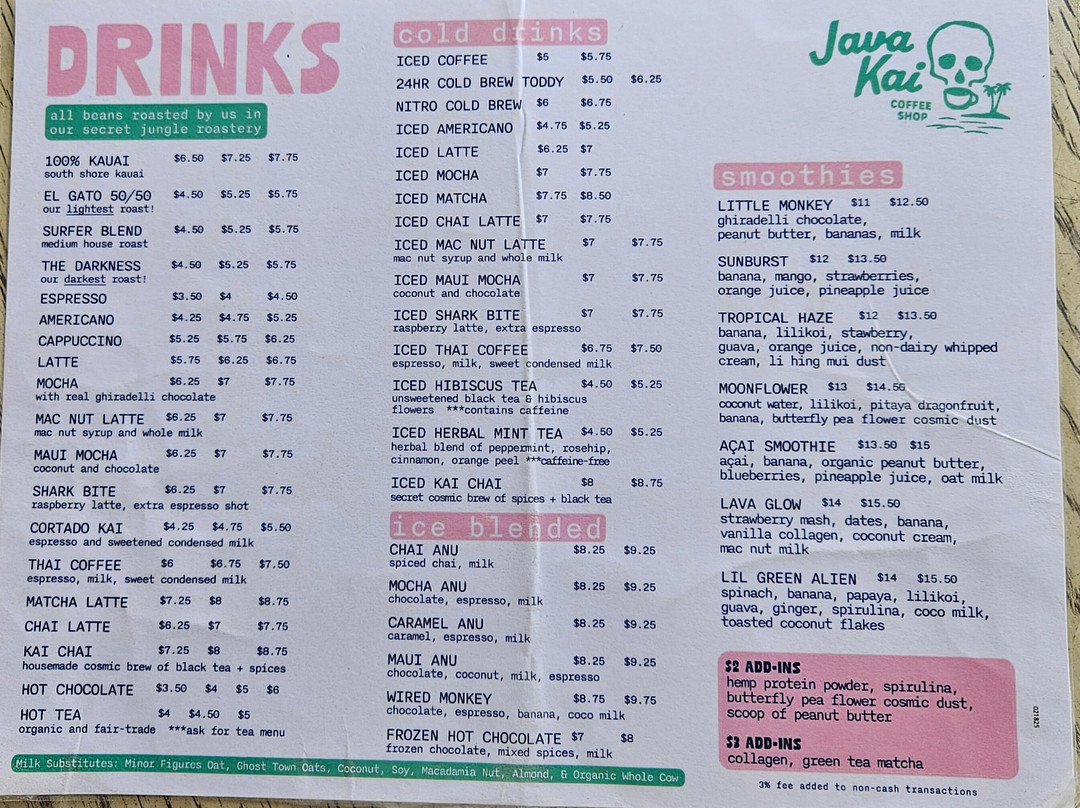 DRINKS
all beans roasted by us in
our secret jungle roastery
100% KAUAI $6.50 $7.25 $7.75
south shore kauai
EL GATO 50/50 $4.50 $5.25 $5.75
our lightest roast!
SURFER BLEND $4.50 $5.25 $5.75
medium house roast
THE DARKNESS $4.50 $5.25 $5.75
our darkest roast!
ESPRESSO $3.50 $4 $4.50
AMERICANO $4.25 $4.75 $5.25
CAPPUCCINO $5.25 $5.75 $6.25
LATTE $5.75 $6.25 $6.75
MOCHA $6.25 $7 $7.75
with real ghiradelli chocolate
MAC NUT LATTE $6.25 $7 $7.75
mac nut syrup and whole milk
MAUI MOCHA $6.25 $7 $7.75
coconut and chocolate
SHARK BITE $6.25 $7 $7.75
raspberry latte, extra espresso shot
CORTADO KAI $4.25 $4.75 $5.50
espresso and sweetened condensed milk
THAI COFFEE $6 $6.75 $7.50
espresso, milk, sweet condensed milk
MATCHA LATTE $7.25 $8 $8.75
CHAI LATTE $6.25 $7 $7.75
KAI CHAI $7.25 $8 $8.75
housemade cosmic brew of black tea + spices
HOT CHOCOLATE $3.50 $4 $5 $6
HOT TEA $4 $4.50 $5
organic and fair-trade ***ask for tea menu
cold drinks
ICED COFFEE $5 $5.75
24HR COLD BREW TODDY $5.50 $6.25
NITRO COLD BREW $6 $6.75
ICED AMERICANO $4.75 $5.25
ICED LATTE $6.25 $7
ICED MOCHA $7 $7.75
ICED MATCHA $7.75 $8.50
ICED CHAI LATTE $7 $7.75
ICED MAC NUT LATTE $7 $7.75
mac nut syrup and whole milk
ICED MAUI MOCHA $7 $7.75
coconut and chocolate
ICED SHARK BITE $7 $7.75
raspberry latte, extra espresso
ICED THAI COFFEE $6.75 $7.50
espresso, milk, sweet condensed milk
ICED HIBISCUS TEA $4.50 $5.25
unsweetened black tea & hibiscus
flowers ***contains caffeine
ICED HERBAL MINT TEA $4.50 $5.25
herbal blend of peppermint, rosehip,
cinnamon, orange peel ***caffeine-free
ICED KAI CHAI $8 $8.75
secret cosmic brew of spices + black tea
ice blended
CHAI ANU $8.25 $9.25
spiced chai, milk
MOCHA ANU $8.25 $9.25
chocolate, espresso, milk
CARAMEL ANU $8.25 $9.25
caramel, espresso, milk
MAUI ANU $8.25 $9.25
chocolate, coconut, milk, espresso
WIRED MONKEY $8.75 $9.75
chocolate, espresso, banana, coco milk
FROZEN HOT CHOCOLATE $7 $8
frozen chocolate, mixed spices, milk
Milk Substitutes: Minor Figures Oat, Ghost Town Oats, Coconut, Soy, Macadamia Nut, Almond, & Organic Whole Cow
Java
Kai
COFFEE
SHOP
smoothies
LITTLE MONKEY $11 $12.50
ghiradelli chocolate,
peanut butter, bananas, milk
SUNBURST $12 $13.50
banana, mango, strawberries,
orange juice, pineapple juice
TROPICAL HAZE $12 $13.50
banana, lilikoi, stawberry,
guava, orange juice, non-dairy whipped
cream, li hing mui dust
MOONFLOWER $13 $14.50
coconut water, lilikoi, pitaya dragonfruit,
banana, butterfly pea flower cosmic dust
AÇAI SMOOTHIE $13.50 $15
açai, banana, organic peanut butter,
blueberries, pineapple juice, oat milk
LAVA GLOW $14 $15.50
strawberry mash, dates, banana,
vanilla collagen, coconut cream,
mac nut milk
LIL GREEN ALIEN $14 $15.50
spinach, banana, papaya, lilikoi,
guava, ginger, spirulina, coco milk,
toasted coconut flakes
$2 ADD-INS
hemp protein powder, spirulina,
butterfly pea flower cosmic dust,
scoop of peanut butter
$3 ADD-INS
collagen, green tea matcha
021825
3% fee added to non-cash transactions